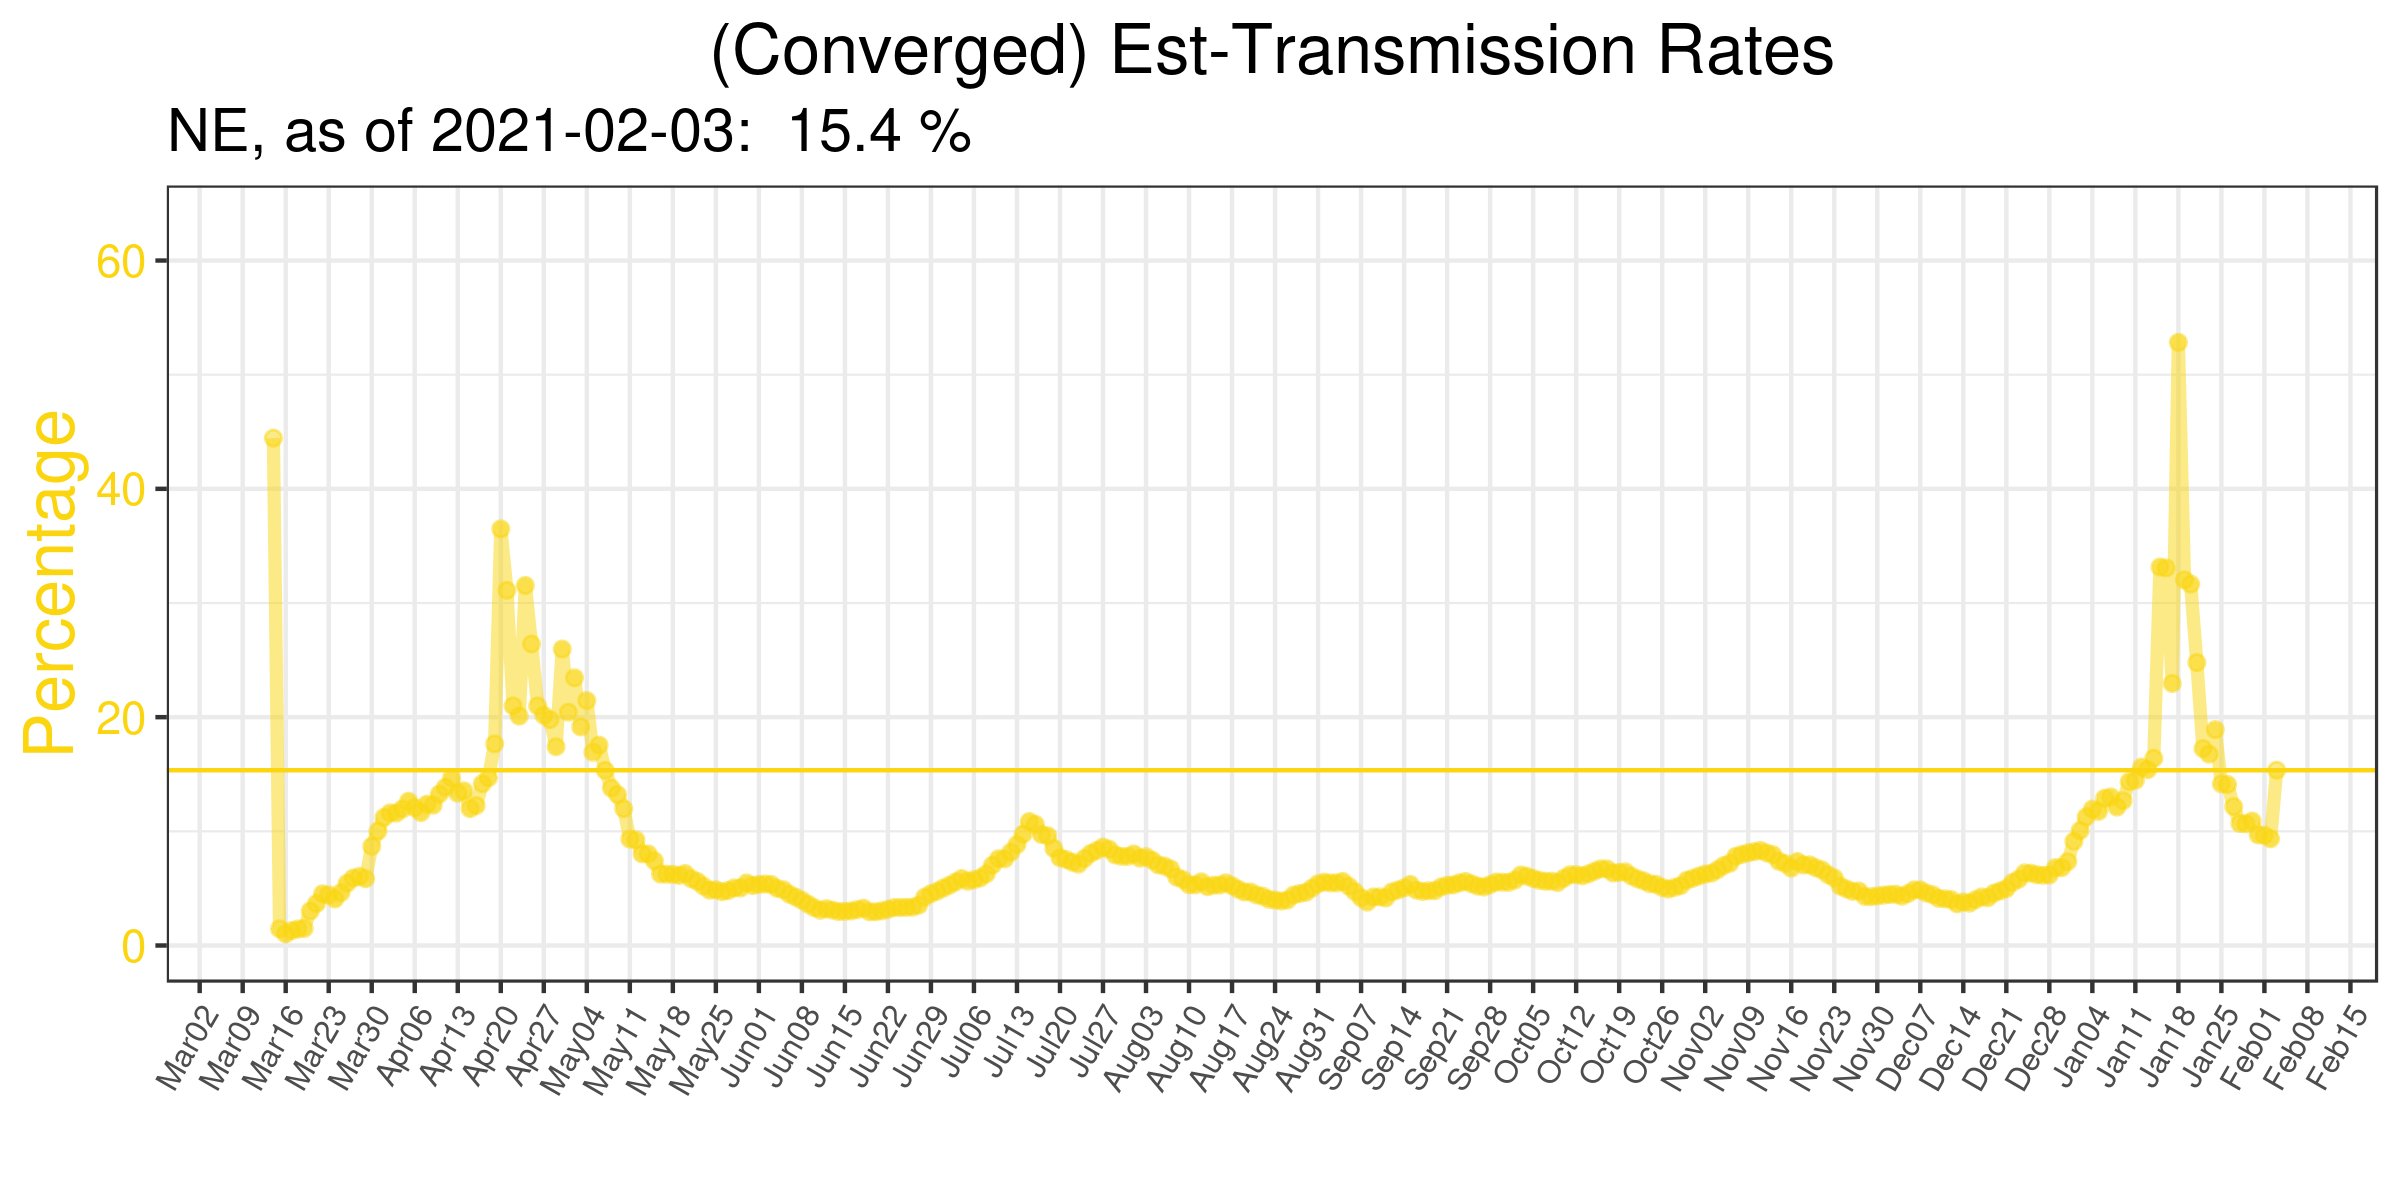 (Converged) Est-Transmission Rates
NE, as of 2021-02-03:  15.4 %
Percentage
60
40
20
0
Mar02
Mar09
Mar16
Mar23
Mar30
Apr06
Apr13
Apr20
Apr27
May04
May11
May18
May25
Jun01
Jun08
Jun15
Jun22
Jun29
Jul06
Jul13
Jul20
Jul27
Aug03
Aug10
Aug17
Aug24
Aug31
Sep07
Sep14
Sep21
Sep28
Oct05
Oct12
Oct19
Oct26
Nov02
Nov09
Nov16
Nov23
Nov30
Dec07
Dec14
Dec21
Dec28
Jan04
Jan11
Jan18
Jan25
Feb01
Feb08
Feb15